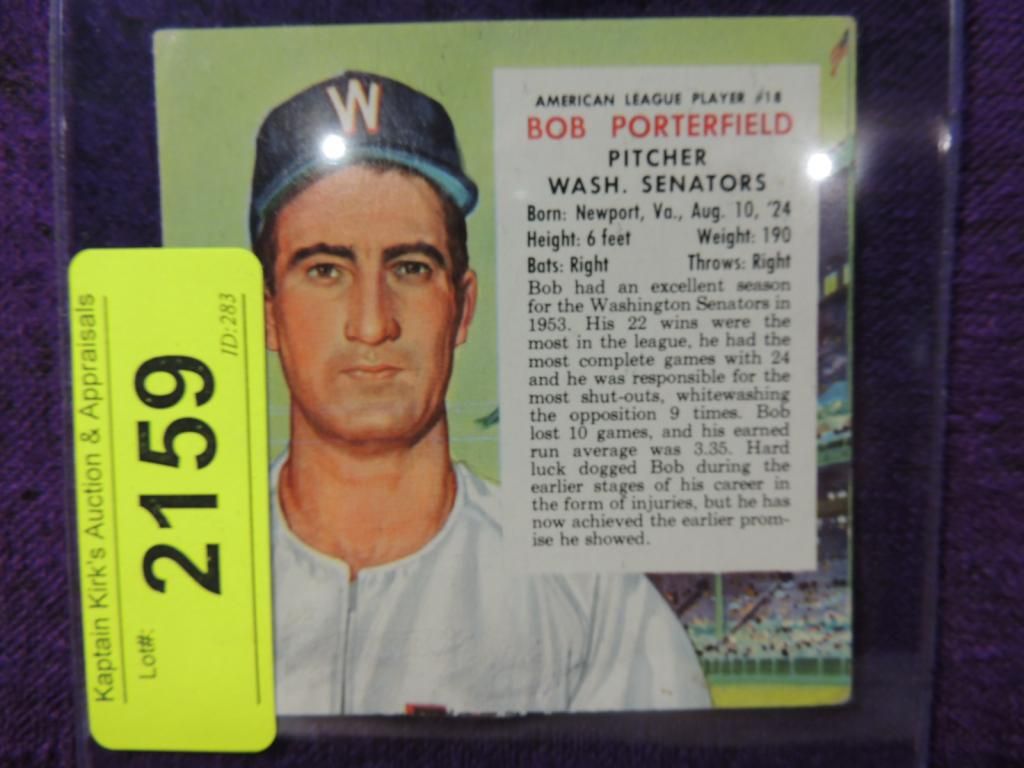 W
AMERICAN LEAGUE PLAYER #18
BOB PORTERFIELD
PITCHER
WASH. SENATORS
Born: Newport, Va., Aug. 10, '24
Height: 6 feet Weight: 190
Bats: Right Throws: Right
Bob had an excellent season
for the Washington Senators in
1953. His 22 wins were the
most in the league, he had the
most complete games with 24
and he was responsible for the
most shut-outs, whitewashing
the opposition 9 times. Bob
lost 10 games, and his earned
run average was 3.35. Hard
luck dogged Bob during the
earlier stages of his career in
the form of injuries, but he has
now achieved the earlier prom-
ise he showed.
Kaptain Kirk's Auction & Appraisals
Lot#:
2159
ID:283